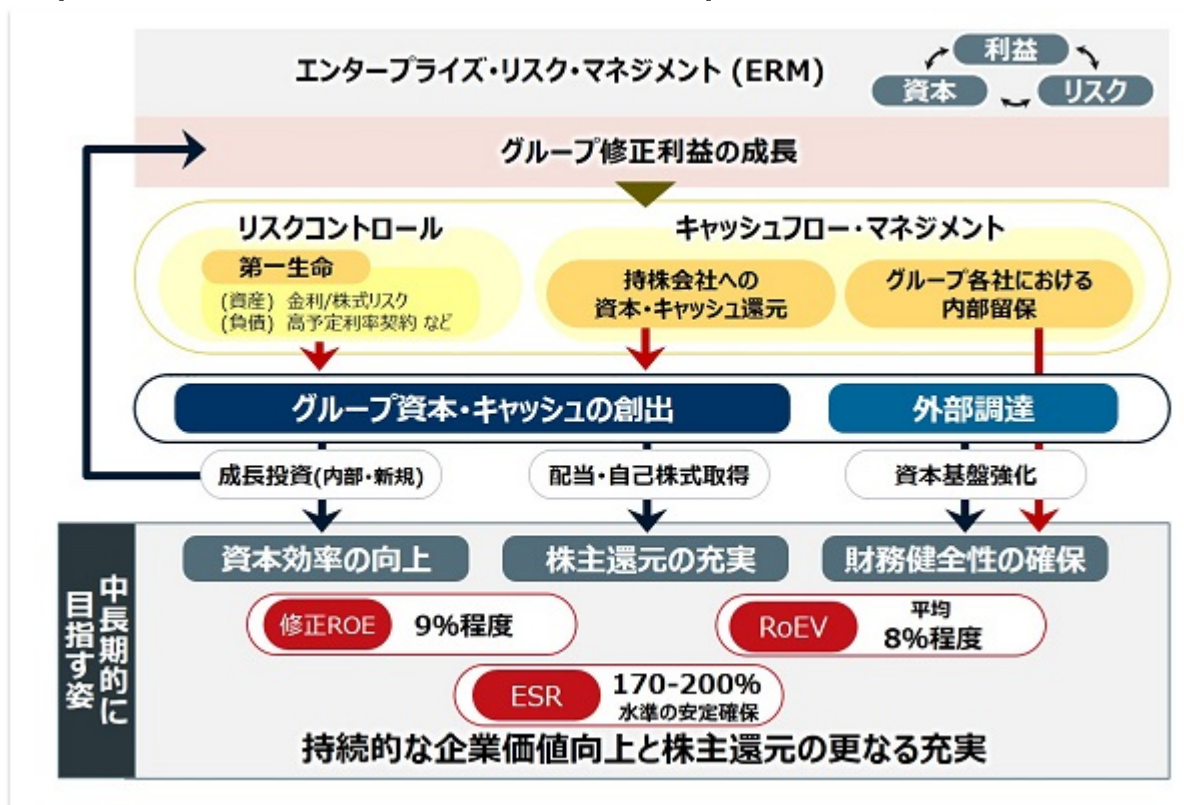 エンタープライズ・リスク・マネジメント (ERM)
利益
資本
リスク
グループ修正利益の成長
リスクコントロール
キャッシュフロー・マネジメント
第一生命
(資産) 金利/株式リスク
(負債) 高予定利率契約 など
持株会社への
資本・キャッシュ還元
グループ各社における
内部留保
グループ資本・キャッシュの創出
外部調達
成長投資(内部・新規)
配当・自己株式取得
資本基盤強化
中長期的に
目指す姿
資本効率の向上
株主還元の充実
財務健全性の確保
修正ROE 9%程度
RoEV 平均
8%程度
ESR 170-200%
水準の安定確保
持続的な企業価値向上と株主還元の更なる充実